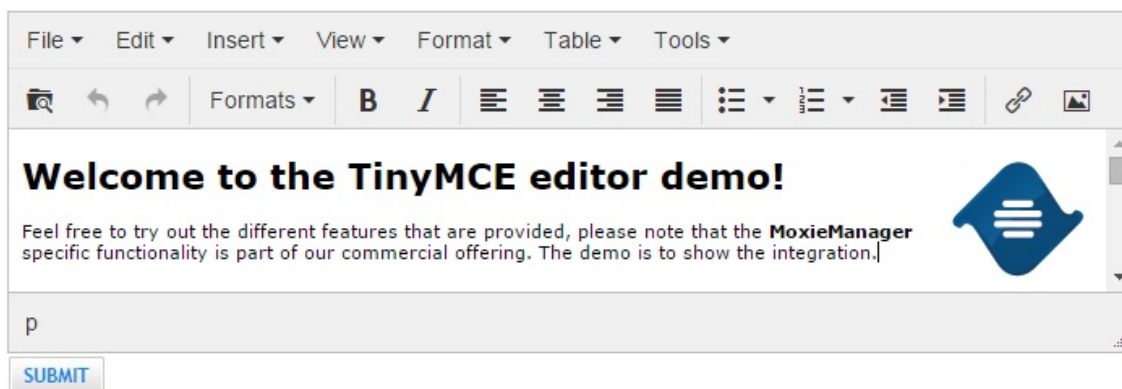 File Edit Insert View Format Table Tools
Formats B I
Welcome to the TinyMCE editor demo!
Feel free to try out the different features that are provided, please note that the MoxieManager
specific functionality is part of our commercial offering. The demo is to show the integration.
p
SUBMIT